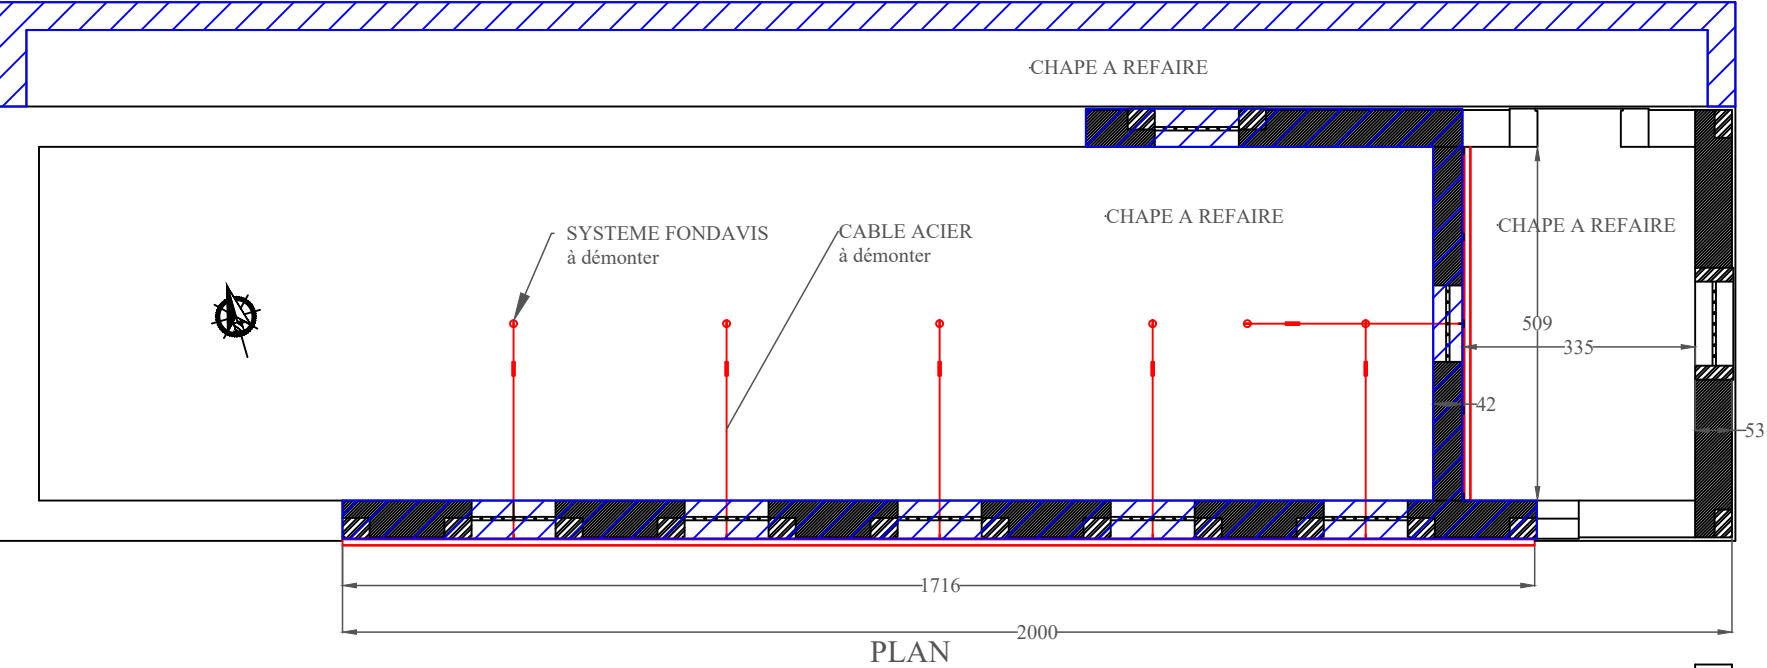 CHAPE A REFAIRE
CHAPE A REFAIRE
CHAPE A REFAIRE
SYSTEME FONDAVIS
à démonter
CABLE ACIER
à démonter
509
335
42
53
1716
2000
PLAN